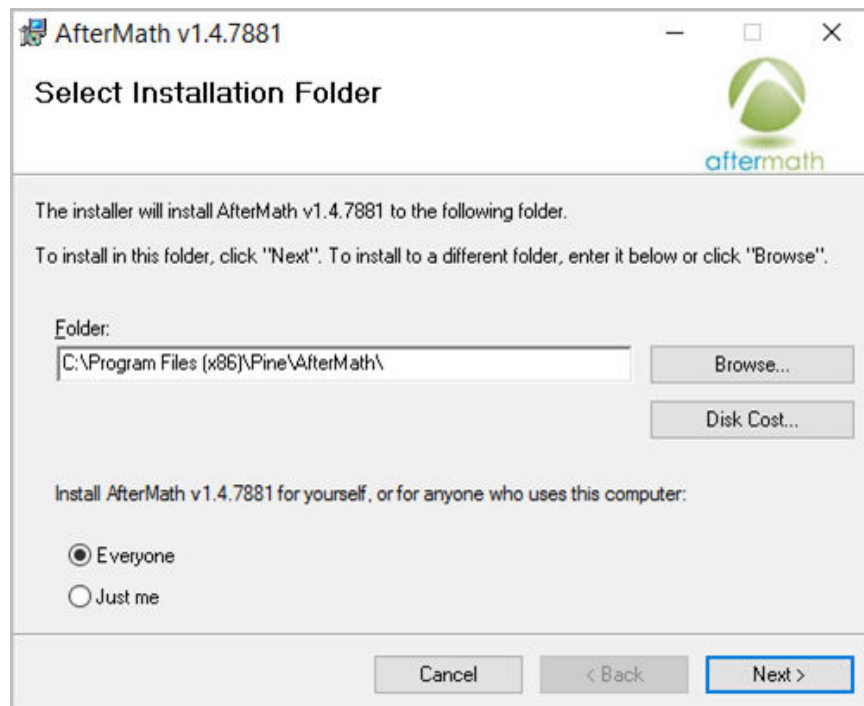 AfterMath v1.4.7881
Select Installation Folder
aftermath
The installer will install AfterMath v1.4.7881 to the following folder.
To install in this folder, click "Next". To install to a different folder, enter it below or click "Browse".
Folder:
C:\Program Files (x86)\Pine\AfterMath\
Browse...
Disk Cost...
Install AfterMath v1.4.7881 for yourself, or for anyone who uses this computer:
Everyone
Just me
Cancel
< Back
Next >